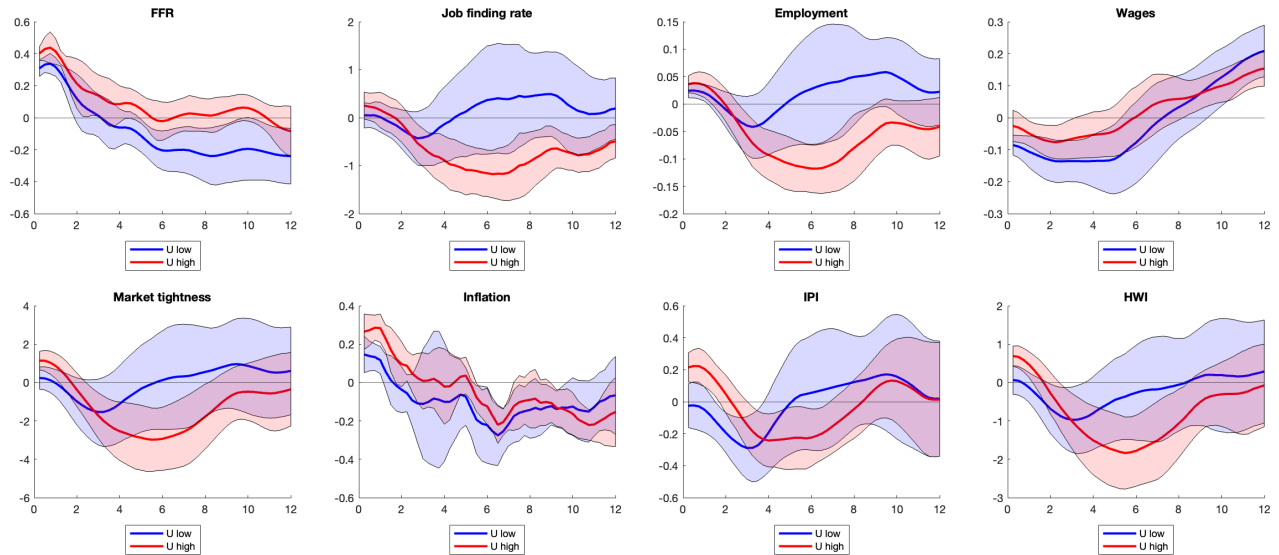 FFR
0.6
0.4
0.2
0
-0.2
-0.4
-0.6
0 2 4 6 8 10 12
U low
U high
Job finding rate
2
1
0
-1
-2
0 2 4 6 8 10 12
U low
U high
Employment
0.15
0.1
0.05
0
-0.05
-0.1
-0.15
-0.2
0 2 4 6 8 10 12
U low
U high
Wages
0.3
0.2
0.1
0
-0.1
-0.2
-0.3
0 2 4 6 8 10 12
U low
U high
Market tightness
4
2
0
-2
-4
-6
0 2 4 6 8 10 12
U low
U high
Inflation
0.4
0.2
0
-0.2
-0.4
-0.6
0 2 4 6 8 10 12
U low
U high
IPI
0.6
0.4
0.2
0
-0.2
-0.4
-0.6
0 2 4 6 8 10 12
U low
U high
HWI
2
1
0
-1
-2
-3
0 2 4 6 8 10 12
U low
U high